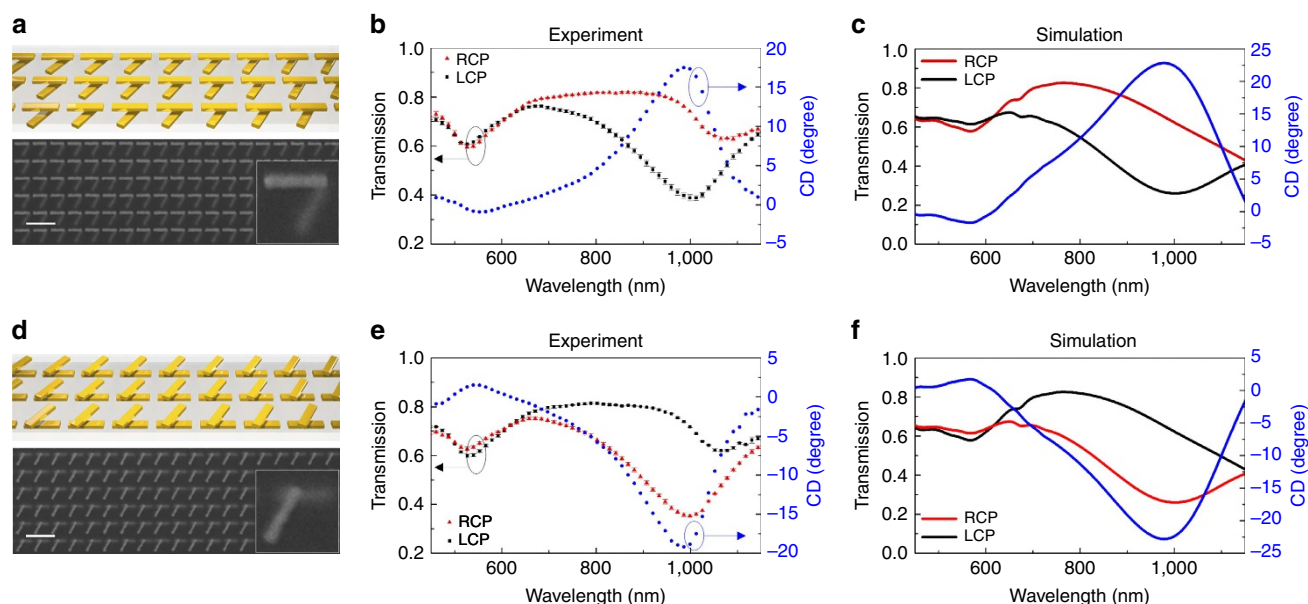 a
b
Experiment
1.0
0.8
0.6
0.4
0.2
Transmission
RCP
LCP
20
15
10
5
0
−5
CD (degree)
600
800
1,000
Wavelength (nm)
c
Simulation
1.0
0.8
0.6
0.4
0.2
0.0
Transmission
RCP
LCP
25
20
15
10
5
0
−5
CD (degree)
600
800
1,000
Wavelength (nm)
d
e
Experiment
1.0
0.8
0.6
0.4
0.2
Transmission
RCP
LCP
5
0
−5
−10
−15
−20
CD (degree)
600
800
1,000
Wavelength (nm)
f
Simulation
1.0
0.8
0.6
0.4
0.2
0.0
Transmission
RCP
LCP
5
0
−5
−10
−15
−20
−25
CD (degree)
600
800
1,000
Wavelength (nm)